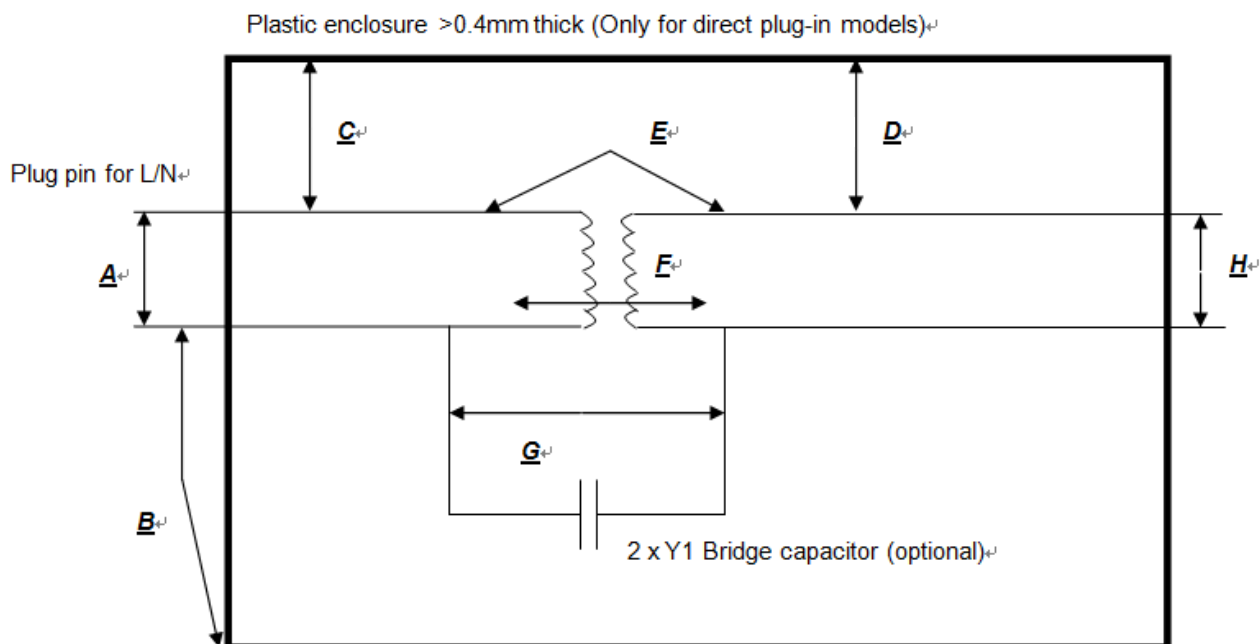 Plastic enclosure >0.4mm thick (Only for direct plug-in models)↵
C↵
E↵
D↵
Plug pin for L/N↵
A↵
F↵
H↵
G↵
B↵
2 x Y1 Bridge capacitor (optional)↵